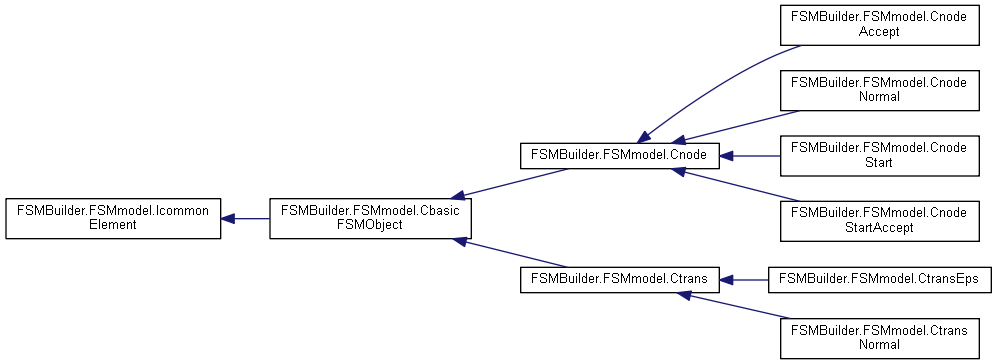 FSMBuilder.FSMmodel.Cnode
Accept
FSMBuilder.FSMmodel.Cnode
Normal
FSMBuilder.FSMmodel.Cnode
FSMBuilder.FSMmodel.Cnode
Start
FSMBuilder.FSMmodel.Icommon
Element
FSMBuilder.FSMmodel.Cbasic
FSMObject
FSMBuilder.FSMmodel.Cnode
StartAccept
FSMBuilder.FSMmodel.Ctrans
FSMBuilder.FSMmodel.CtransEps
FSMBuilder.FSMmodel.Ctrans
Normal